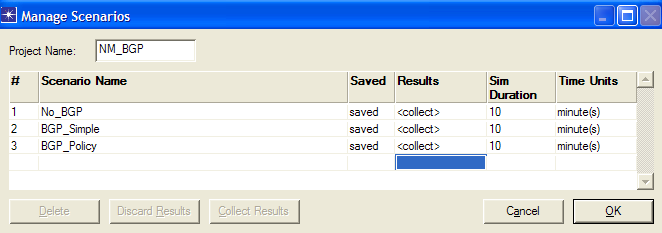 Manage Scenarios
Project Name: NM_BGP
# Scenario Name Saved Results Sim Duration Time Units
1 No_BGP saved <collect> 10 minute(s)
2 BGP_Simple saved <collect> 10 minute(s)
3 BGP_Policy saved <collect> 10 minute(s)
Delete Discard Results Collect Results Cancel OK